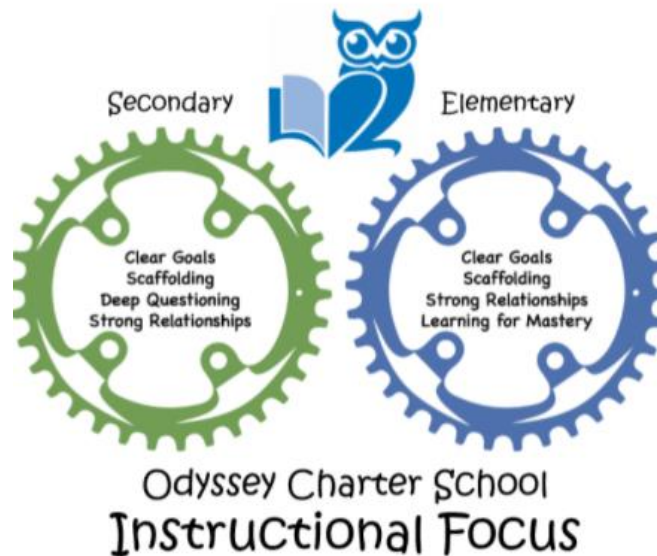 Secondary
Elementary
Clear Goals
Scaffolding
Deep Questioning
Strong Relationships
Clear Goals
Scaffolding
Strong Relationships
Learning for Mastery
Odyssey Charter School
Instructional Focus